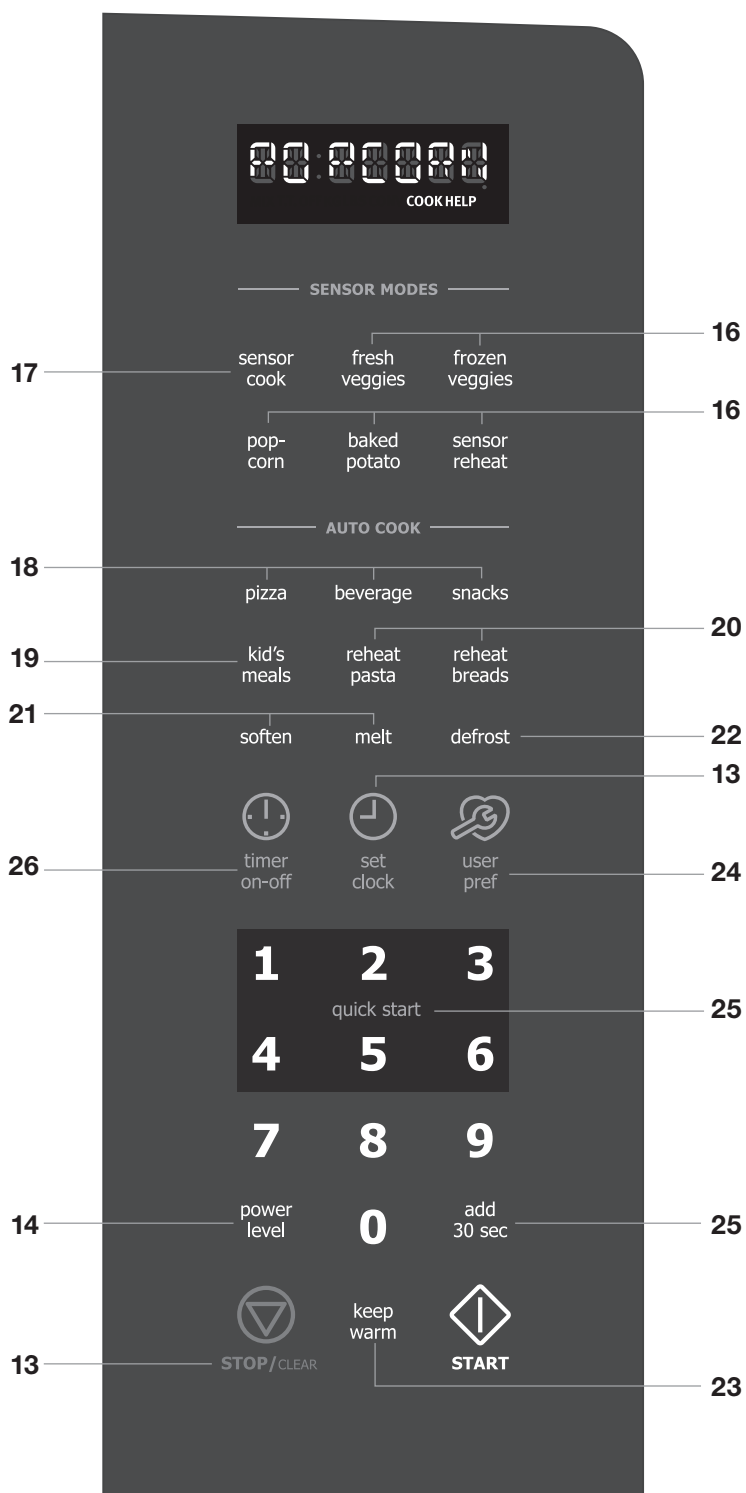 COOK HELP
SENSOR MODES
16
17
sensor cook
fresh veggies
frozen veggies
16
pop-
corn
baked
potato
sensor
reheat
AUTO COOK
18
pizza
beverage
snacks
20
19
kid's
meals
reheat
pasta
reheat
breads
21
soften
melt
defrost
22
13
26
timer
on-off
set
clock
user
pref
24
1 2 3
quick start
25
4 5 6
7 8 9
14
power
level
0
add
30 sec
25
13
STOP/CLEAR
keep
warm
START
23